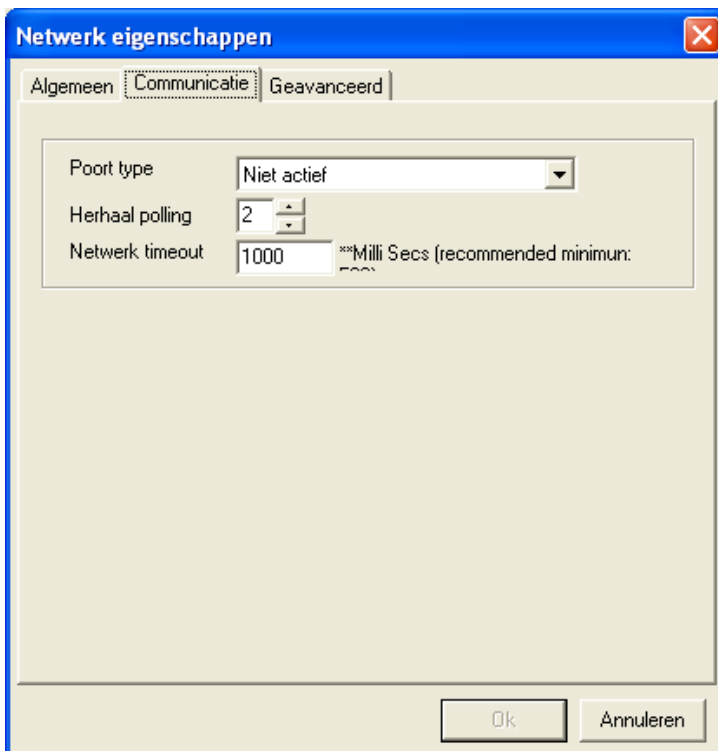 Netwerk eigenschappen
Algemeen Communicatie Geavanceerd
Poort type Niet actief
Herhaal polling 2
Netwerk timeout 1000 **Milli Secs (recommended minimun:
Ok Annuleren